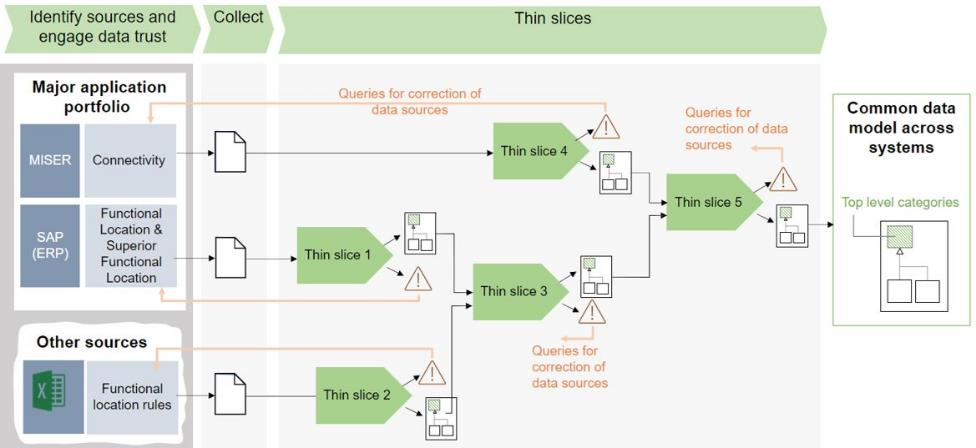 Identify sources and
engage data trust
Collect
Thin slices
Major application
portfolio
MISER
Connectivity
SAP
(ERP)
Functional
Location &
Superior
Functional
Location
Other sources
X
Functional
location rules
Queries for correction of
data sources
Thin slice 4
Thin slice 1
Thin slice 3
Thin slice 2
Queries for
correction of
data sources
Queries for
correction of data
sources
Thin slice 5
Common data
model across
systems
Top level categories